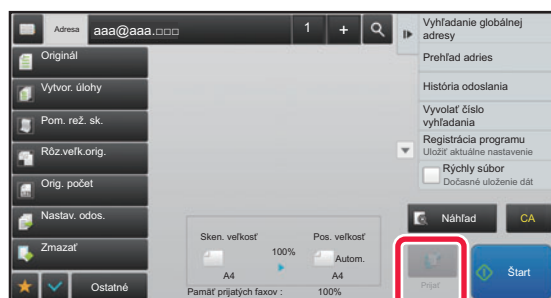 Adresa
aaa@aaa.□□□
1
+
Originál
Vytvor. úlohy
Pom. rež. sk.
Rôz.veľk.orig.
Orig. počet
Nastav. odos.
Zmazať
Ostatné
Sken. veľkosť
Pos. veľkosť
100%
Autom.
A4
A4
Pamäť prijatých faxov :
100%
Vyhľadanie globálnej
adresy
Prehľad adries
História odoslania
Vyvolať číslo
vyhľadania
Registrácia programu
Uložiť aktuálne nastavenie
Rýchly súbor
Dočasné uloženie dát
Náhľad
CA
Prijať
Štart